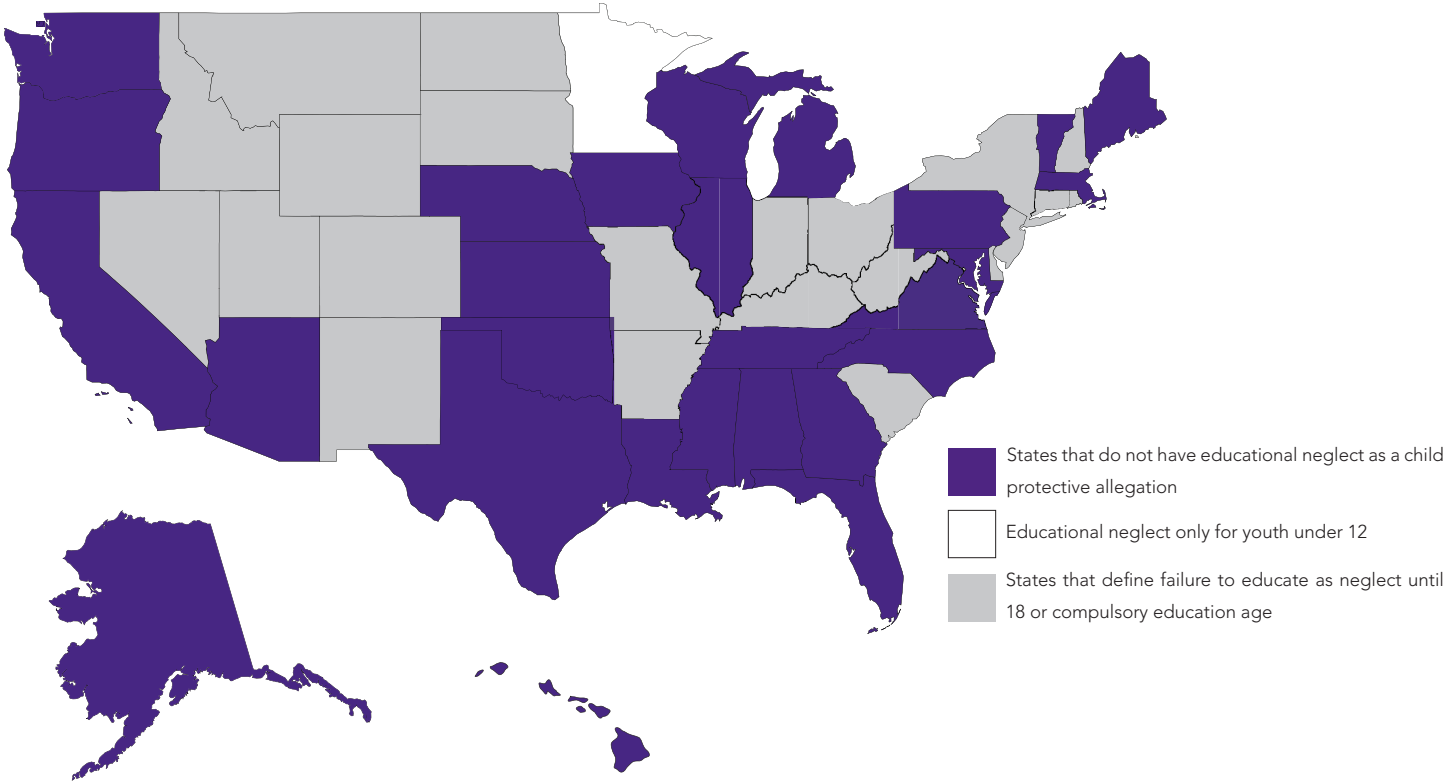 States that do not have educational neglect as a child
protective allegation
Educational neglect only for youth under 12
States that define failure to educate as neglect until
18 or compulsory education age